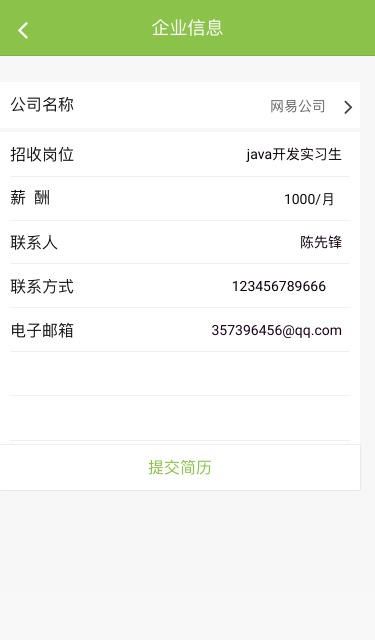 企业信息
公司名称 网易公司
招收岗位 java开发实习生
薪 酬 1000/月
联系人 陈先锋
联系方式 123456789666
电子邮箱 357396456@qq.com
提交简历